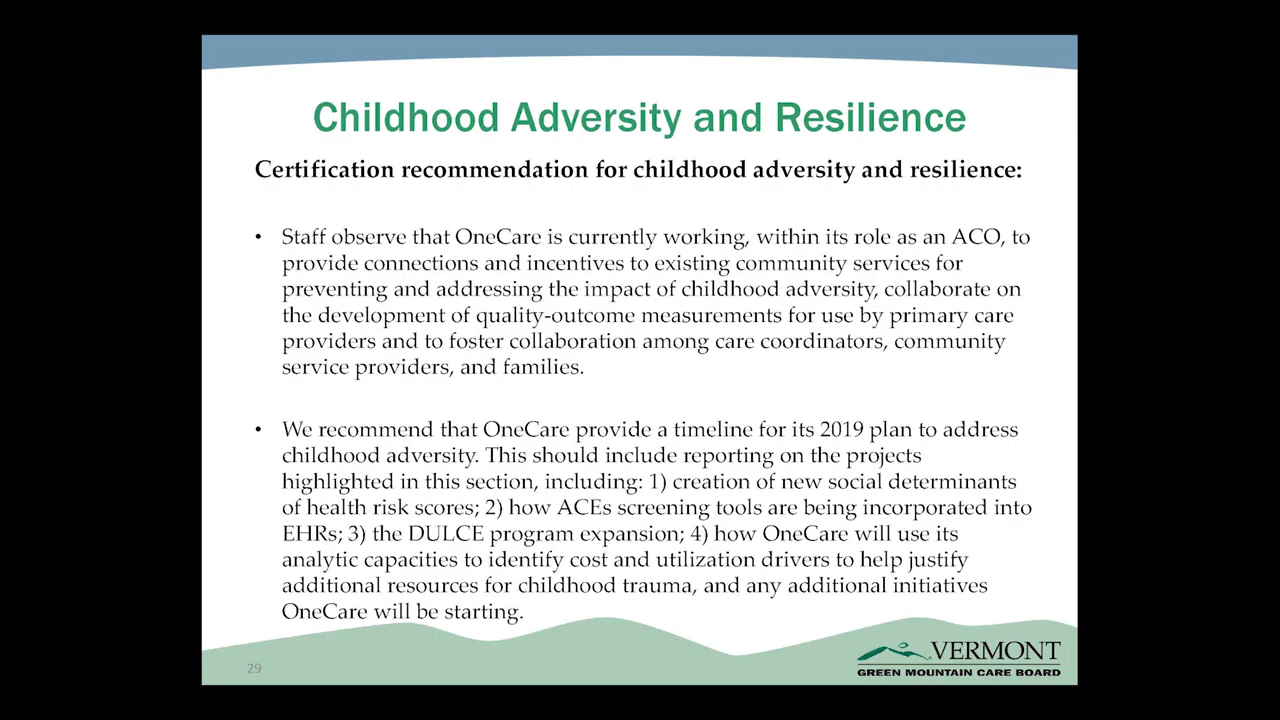 Childhood Adversity and Resilience
Certification recommendation for childhood adversity and resilience:
• Staff observe that OneCare is currently working, within its role as an ACO, to
provide connections and incentives to existing community services for
preventing and addressing the impact of childhood adversity, collaborate on
the development of quality-outcome measurements for use by primary care
providers and to foster collaboration among care coordinators, community
service providers, and families.
• We recommend that OneCare provide a timeline for its 2019 plan to address
childhood adversity. This should include reporting on the projects
highlighted in this section, including: 1) creation of new social determinants
of health risk scores; 2) how ACEs screening tools are being incorporated into
EHRs; 3) the DULCE program expansion; 4) how OneCare will use its
analytic capacities to identify cost and utilization drivers to help justify
additional resources for childhood trauma, and any additional initiatives
OneCare will be starting.
29
VERMONT
GREEN MOUNTAIN CARE BOARD